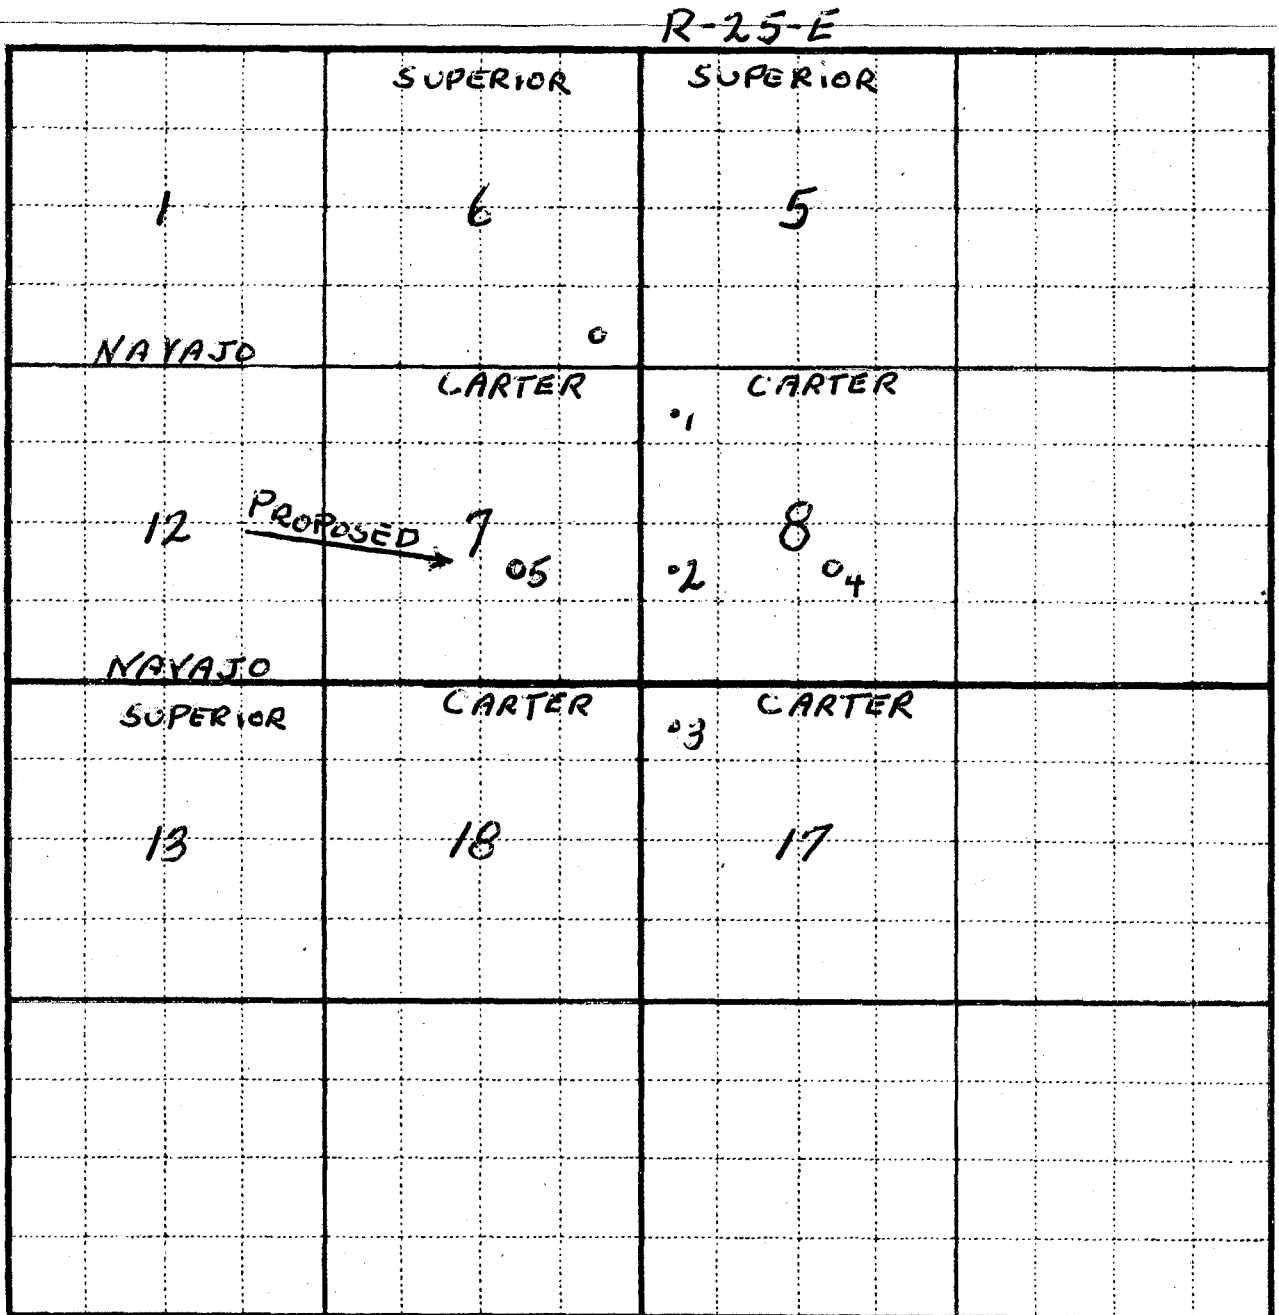 R-25-E
SUPERIOR SUPERIOR
1 6 5
NAVAJO
CARTER CARTER
1
12 PROPOSED 7 8
5 2 4
NAVAJO
SUPERIOR CARTER CARTER
3
13 18 17